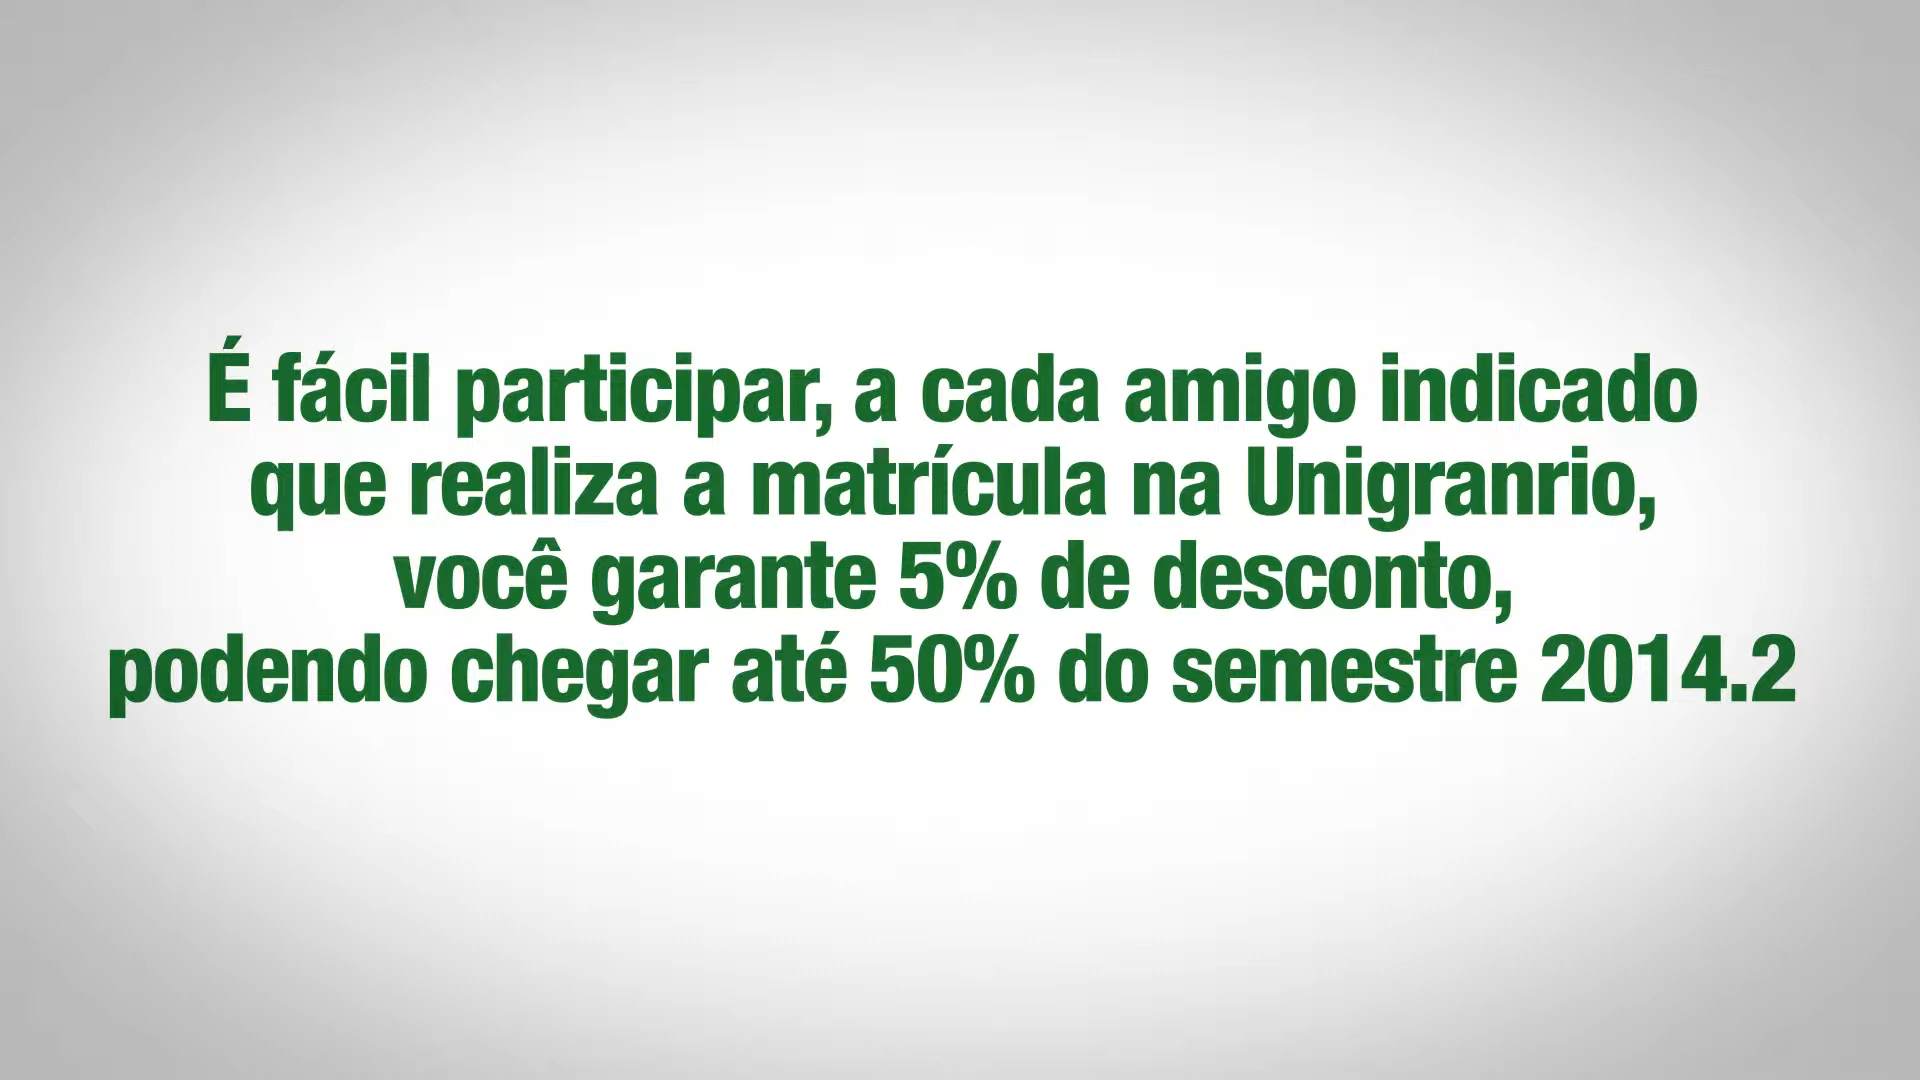 É fácil participar, a cada amigo indicado
que realiza a matrícula na Unigranrio,
você garante 5% de desconto,
podendo chegar até 50% do semestre 2014.2